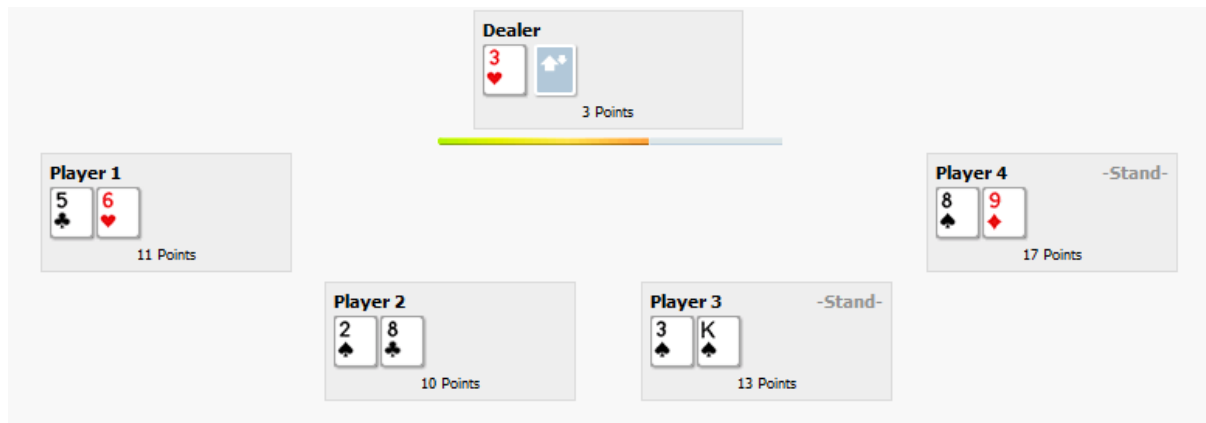 Dealer
3
3 Points
Player 1
5 6
11 Points
Player 4 -Stand-
8 9
17 Points
Player 2
2 8
10 Points
Player 3 -Stand-
3 K
13 Points